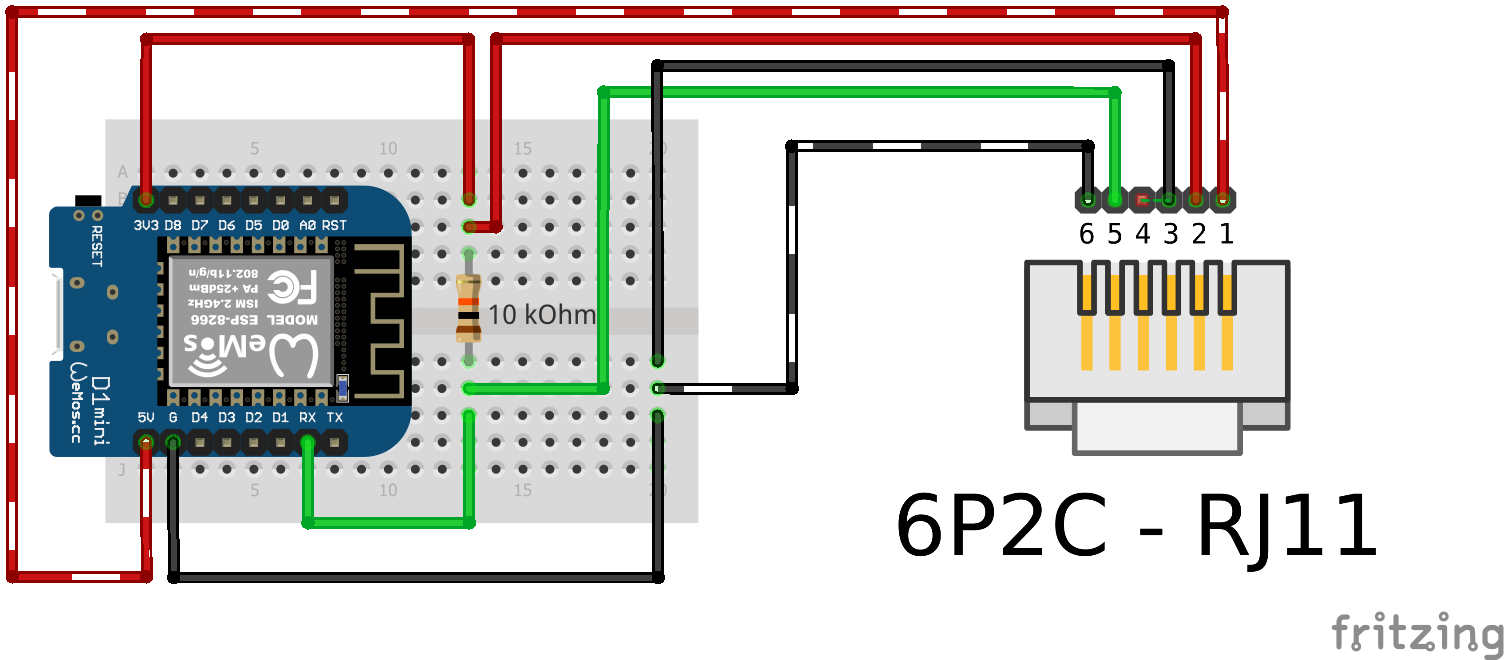 5 10 15 20
A
B
3V3 D8 D7 D6 D5 D0 A0 RST
RESET
802.11b/g/n
PA +25dBm
ISM 2.4GHz
MODEL ESP-8266
FC
WeMos
10 kOhm
D1 mini
WeMos.cc
5V G D4 D3 D2 D1 RX TX
J
5 10 15 20
6 5 4 3 2 1
6P2C - RJ11
fritzing